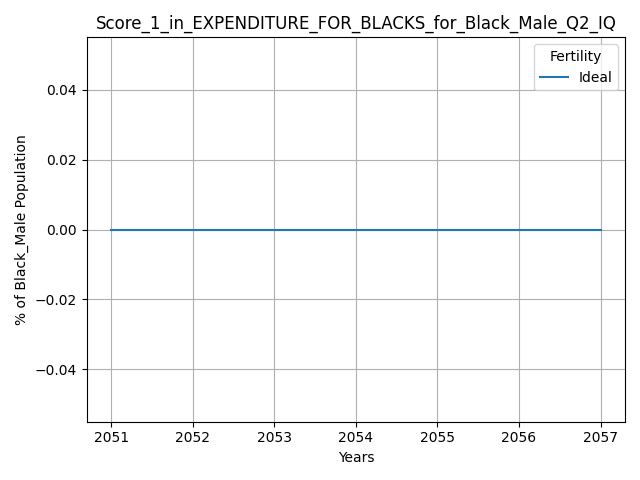 Score_1_in_EXPENDITURE_FOR_BLACKS_for_Black_Male_Q2_IQ
Fertility
Ideal
0.04
0.02
0.00
−0.02
−0.04
% of Black_Male Population
2051 2052 2053 2054 2055 2056 2057
Years